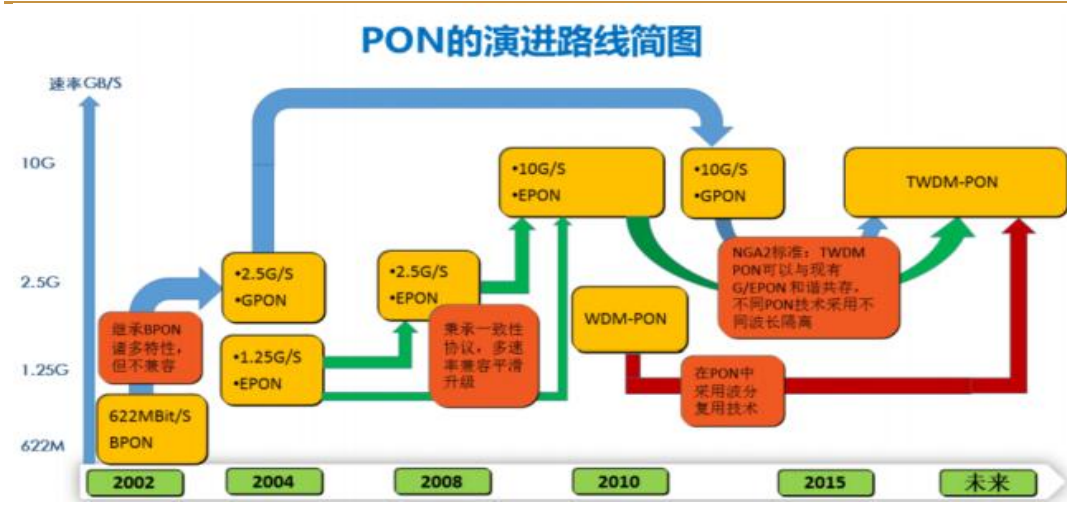 PON的演进路线简图
速率GB/S
10G
2.5G
1.25G
622M
622MBit/S
BPON
继承BPON
诸多特性,
但不兼容
•2.5G/S
•GPON
•1.25G/S
•EPON
•2.5G/S
•EPON
秉承一致性
协议，多速
率兼容平滑
升级
•10G/S
•EPON
WDM-PON
•10G/S
•GPON
NGA2标准：TWDM
PON可以与现有
G/EPON和谐共存,
不同PON技术采用不
同波长隔离
在PON中
采用波分
复用技术
TWDM-PON
2002
2004
2008
2010
2015
未来